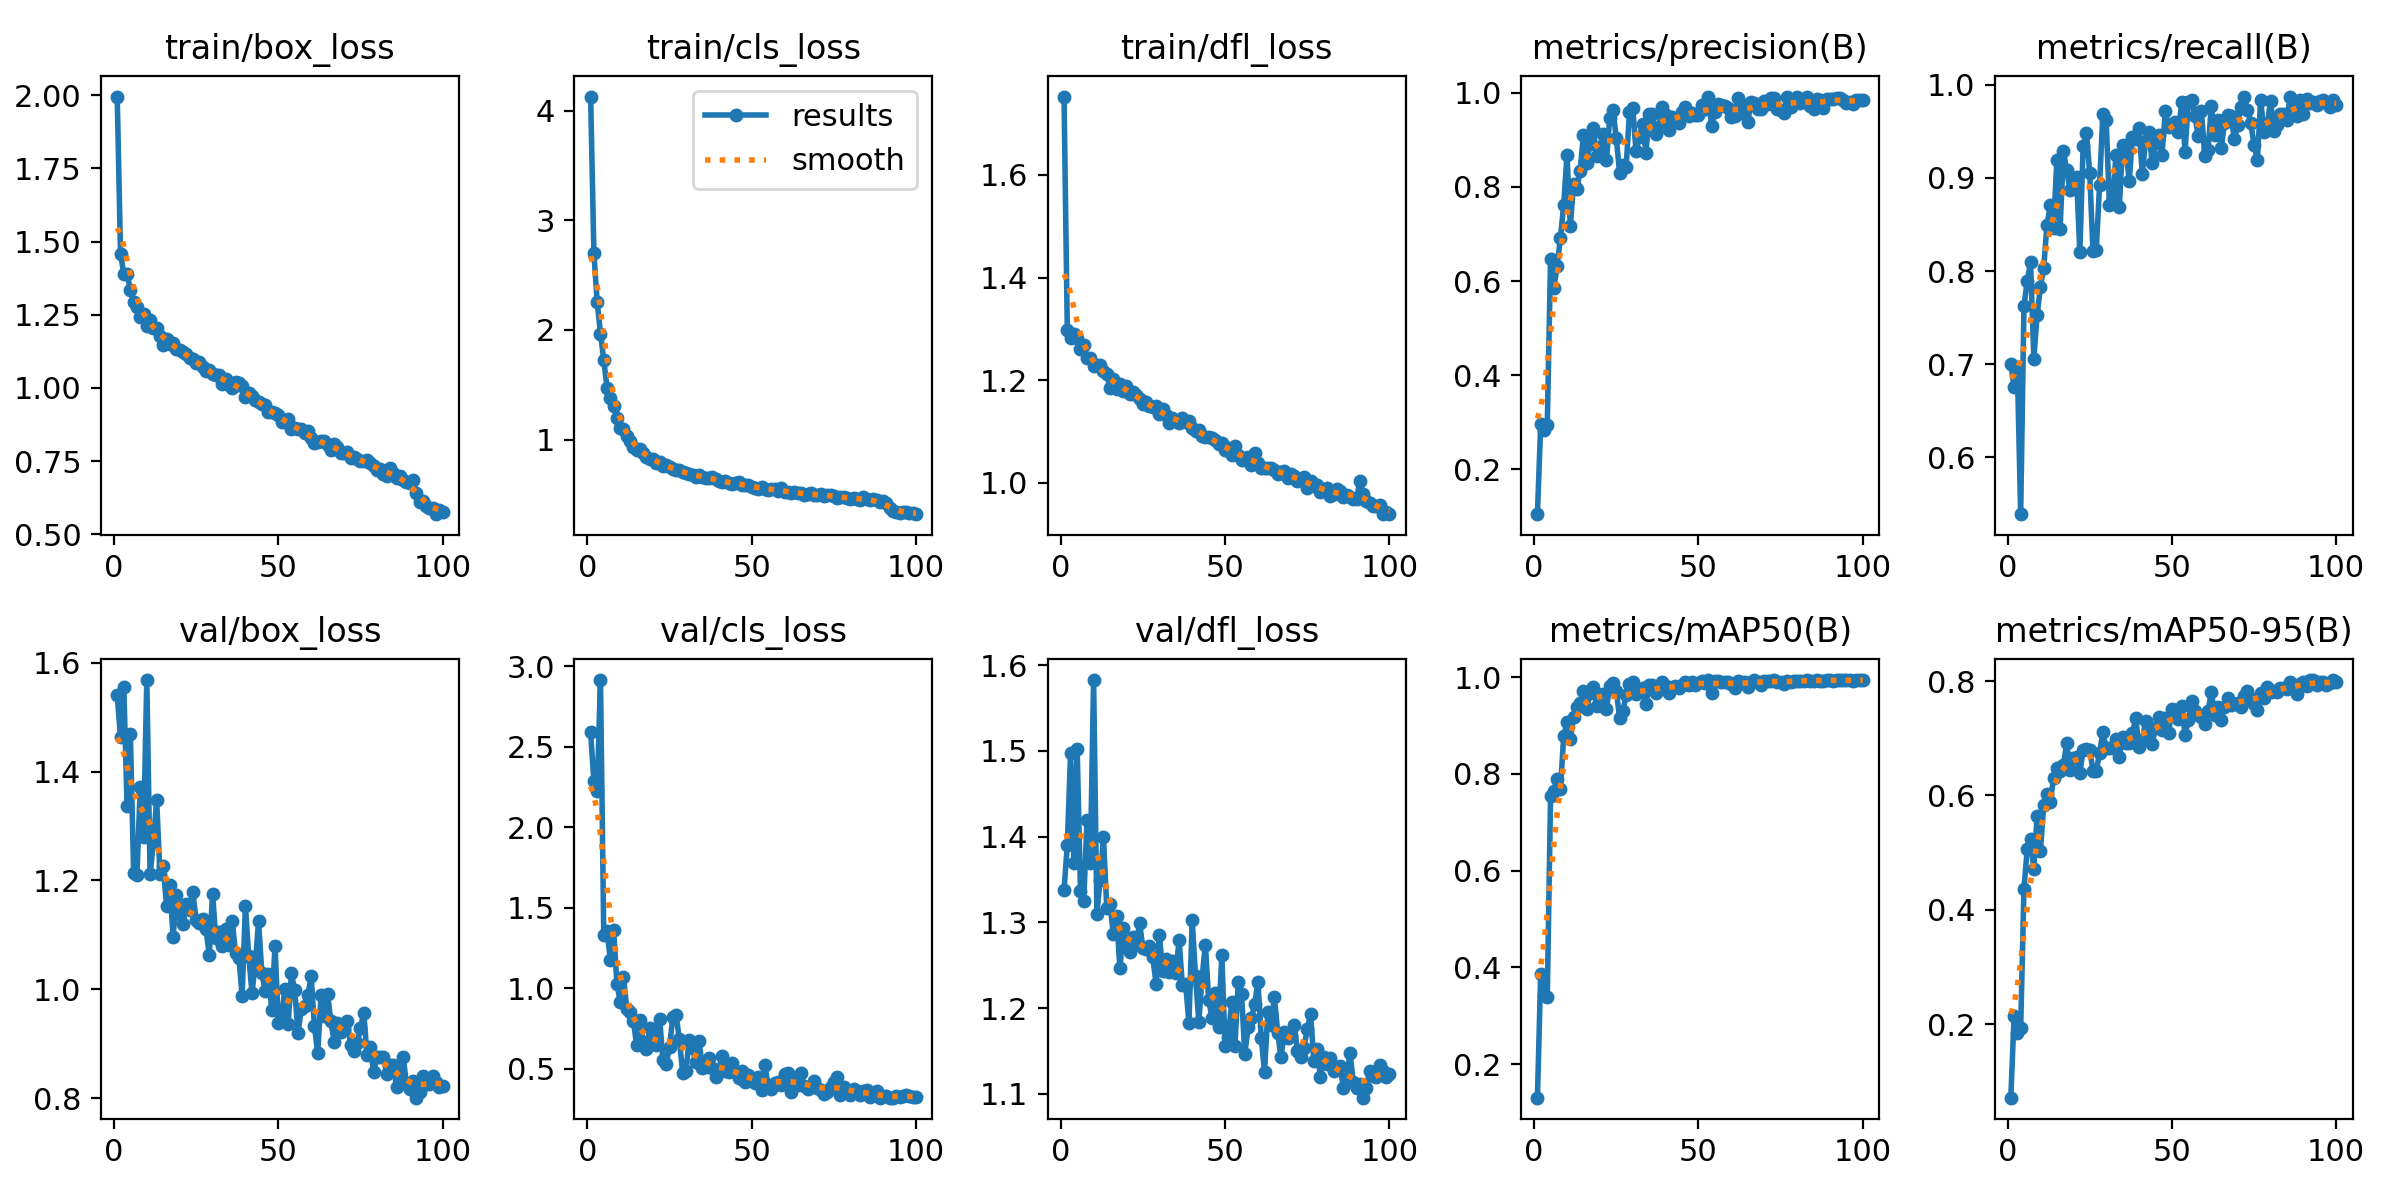 train/box_loss
2.00
1.75
1.50
1.25
1.00
0.75
0.50
0 50 100
train/cls_loss
results
smooth
4
3
2
1
0 50 100
train/dfl_loss
1.6
1.4
1.2
1.0
0 50 100
metrics/precision(B)
1.0
0.8
0.6
0.4
0.2
0 50 100
metrics/recall(B)
1.0
0.9
0.8
0.7
0.6
0 50 100
val/box_loss
1.6
1.4
1.2
1.0
0.8
0 50 100
val/cls_loss
3.0
2.5
2.0
1.5
1.0
0.5
0 50 100
val/dfl_loss
1.6
1.5
1.4
1.3
1.2
1.1
0 50 100
metrics/mAP50(B)
1.0
0.8
0.6
0.4
0.2
0 50 100
metrics/mAP50-95(B)
0.8
0.6
0.4
0.2
0 50 100